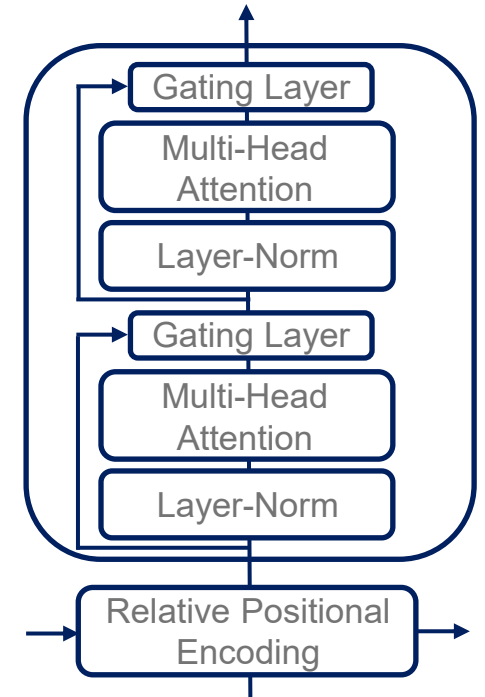 Gating Layer
Multi-Head
Attention
Layer-Norm
Gating Layer
Multi-Head
Attention
Layer-Norm
Relative Positional
Encoding